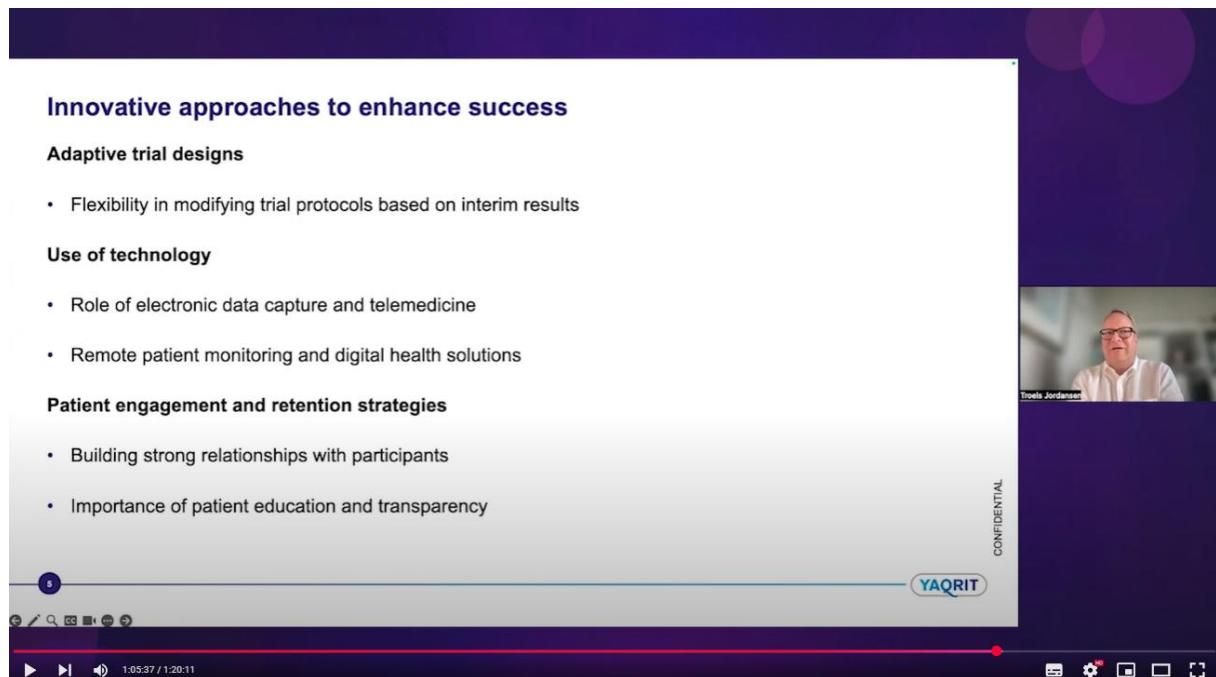 Innovative approaches to enhance success
Adaptive trial designs
• Flexibility in modifying trial protocols based on interim results
Use of technology
• Role of electronic data capture and telemedicine
• Remote patient monitoring and digital health solutions
Patient engagement and retention strategies
• Building strong relationships with participants
• Importance of patient education and transparency
CONFIDENTIAL
5
YAQRIT
Troels Jordansen
CC
1:05:37 / 1:20:11
HD